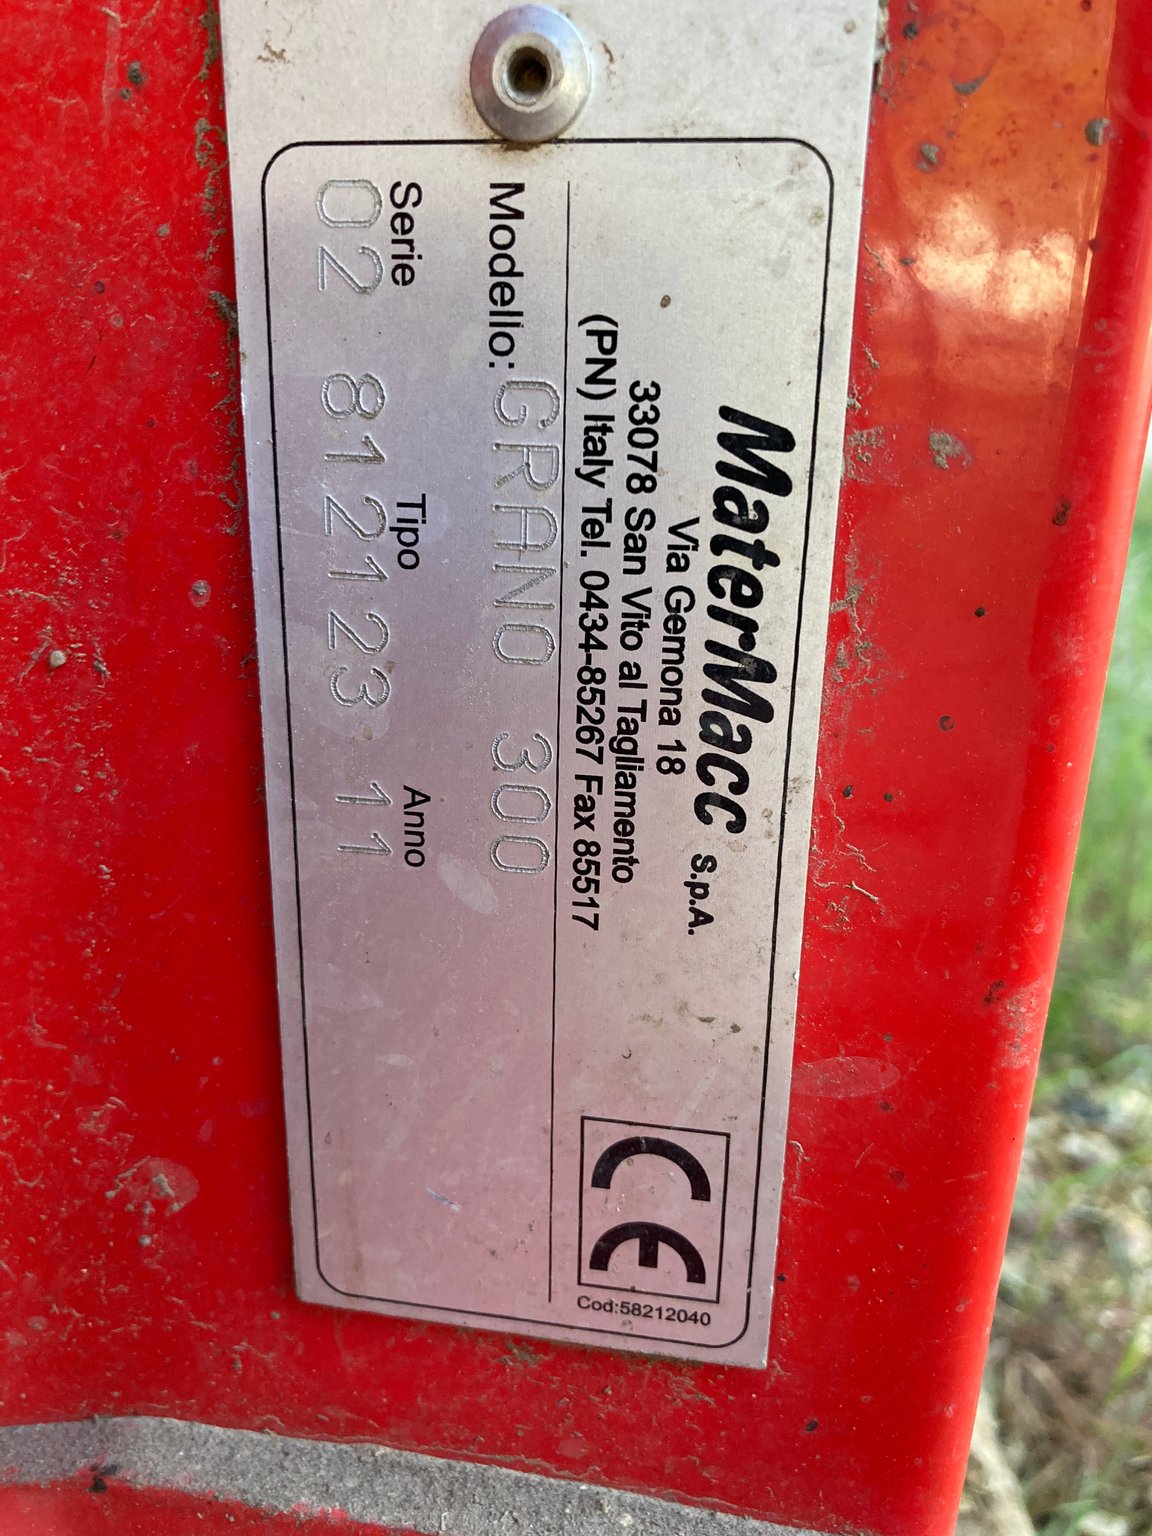 MaterMacc S.p.A.
Via Gemona 18
33078 San Vito al Tagliamento
(PN) Italy Tel. 0434-85267 Fax 85517
CE
Cod:58212040
Modello: GRANO 300
Serie Tipo Anno
02 8121123 11